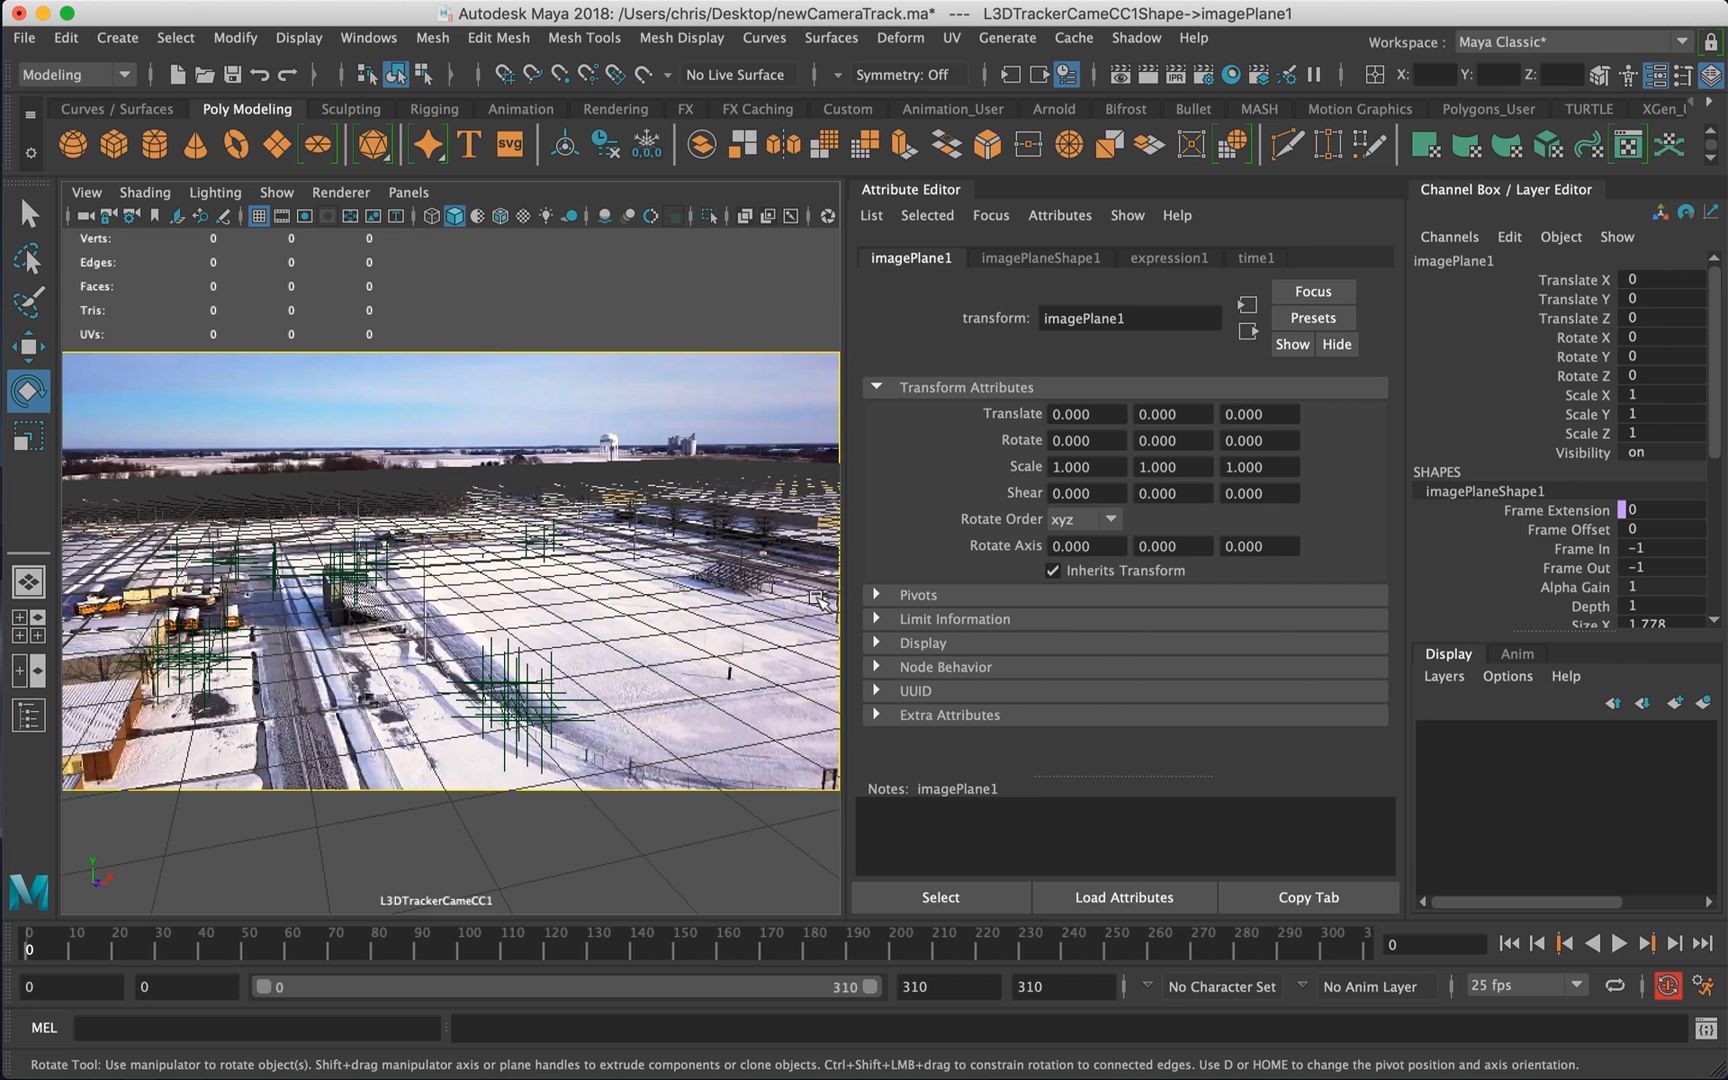 Autodesk Maya 2018: /Users/chris/Desktop/newCameraTrack.ma* --- L3DTrackerCameCC1Shape->imagePlane1
File Edit Create Select Modify Display Windows Mesh Edit Mesh Mesh Tools Mesh Display Curves Surfaces Deform UV Generate Cache Shadow Help Workspace : Maya Classic*
Modeling No Live Surface Symmetry: Off IPR X: Y: Z:
Curves / Surfaces Poly Modeling Sculpting Rigging Animation Rendering FX FX Caching Custom Animation_User Arnold Bifrost Bullet MASH Motion Graphics Polygons_User TURTLE XGen_
T svg 0,0,0
View Shading Lighting Show Renderer Panels
Verts: 0 0 0
Edges: 0 0 0
Faces: 0 0 0
Tris: 0 0 0
UVs: 0 0 0
y
L3DTrackerCameCC1
Attribute Editor
List Selected Focus Attributes Show Help
imagePlane1 imagePlaneShape1 expression1 time1
transform: imagePlane1
Focus
Presets
Show Hide
Transform Attributes
Translate 0.000 0.000 0.000
Rotate 0.000 0.000 0.000
Scale 1.000 1.000 1.000
Shear 0.000 0.000 0.000
Rotate Order xyz
Rotate Axis 0.000 0.000 0.000
Inherits Transform
Pivots
Limit Information
Display
Node Behavior
UUID
Extra Attributes
Notes: imagePlane1
Select Load Attributes Copy Tab
Channel Box / Layer Editor
Channels Edit Object Show
imagePlane1
Translate X 0
Translate Y 0
Translate Z 0
Rotate X 0
Rotate Y 0
Rotate Z 0
Scale X 1
Scale Y 1
Scale Z 1
Visibility on
SHAPES
imagePlaneShape1
Frame Extension 0
Frame Offset 0
Frame In -1
Frame Out -1
Alpha Gain 1
Depth 1
Size X 1.778
Display Anim
Layers Options Help
0 10 20 30 40 50 60 70 80 90 100 110 120 130 140 150 160 170 180 190 200 210 220 230 240 250 260 270 280 290 300 3
0 0
0 0 0 310 310 310 No Character Set No Anim Layer 25 fps
MEL
Rotate Tool: Use manipulator to rotate object(s). Shift+drag manipulator axis or plane handles to extrude components or clone objects. Ctrl+Shift+LMB+drag to constrain rotation to connected edges. Use D or HOME to change the pivot position and axis orientation.